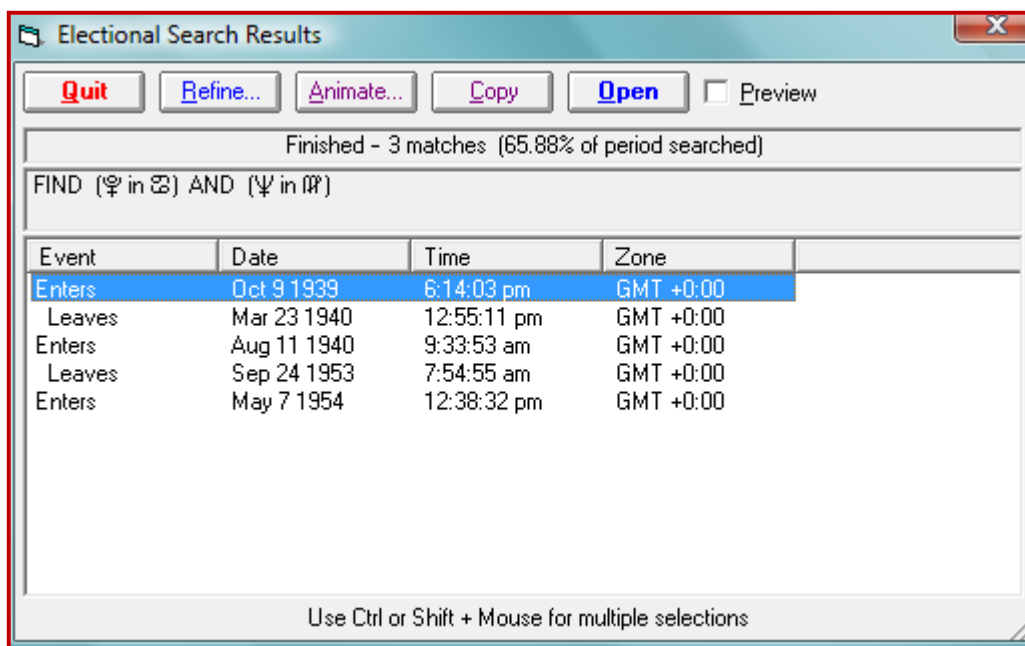 Electional Search Results
Quit Refine... Animate... Copy Open Preview
Finished - 3 matches (65.88% of period searched)
FIND (⯓ in ♋) AND (♆ in ♍)
Event Date Time Zone
Enters Oct 9 1939 6:14:03 pm GMT +0:00
Leaves Mar 23 1940 12:55:11 pm GMT +0:00
Enters Aug 11 1940 9:33:53 am GMT +0:00
Leaves Sep 24 1953 7:54:55 am GMT +0:00
Enters May 7 1954 12:38:32 pm GMT +0:00
Use Ctrl or Shift + Mouse for multiple selections